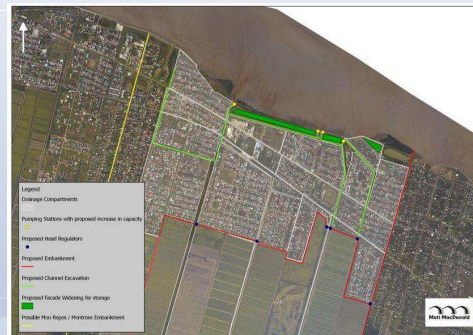 Legend
Drainage Compartments
Pumping Stations with proposed increase in capacity
Proposed Head Regulators
Proposed Embankment
Proposed Channel Excavation
Proposed Facade Widening for storage
Possible Mon Repos / Montrose Embankment
Mott MacDonald